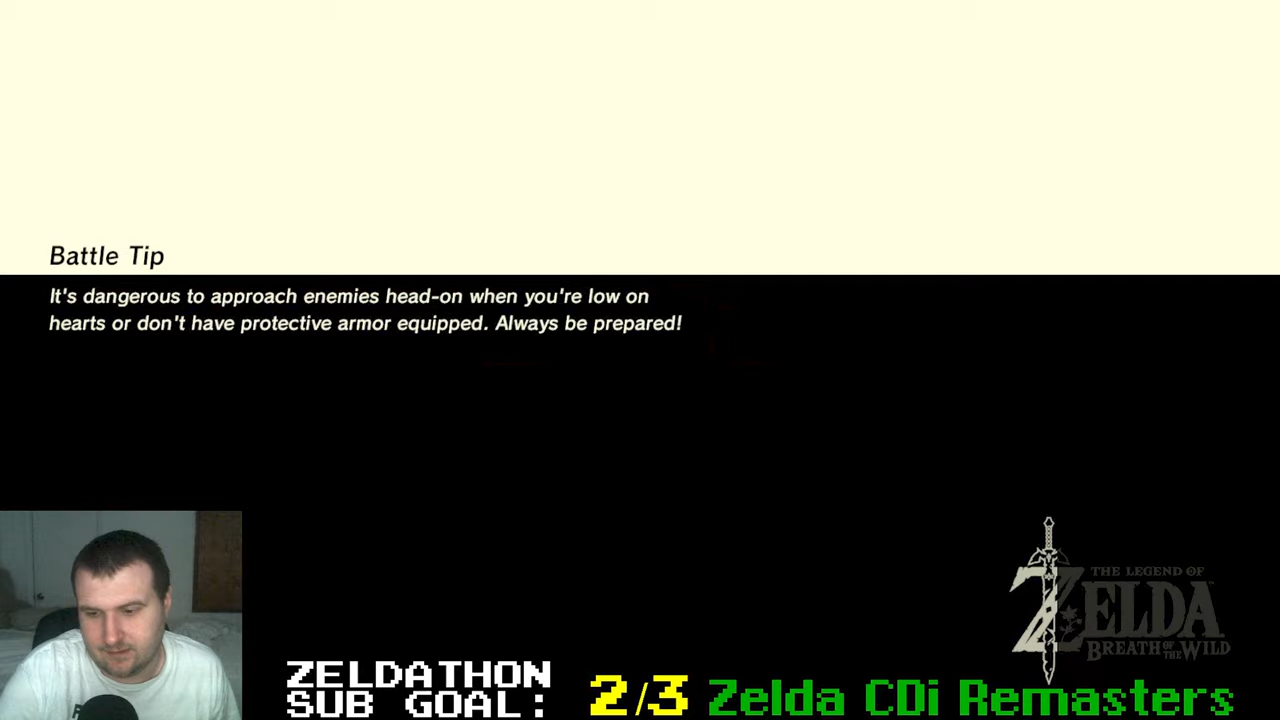 Battle Tip
It's dangerous to approach enemies head-on when you're low on
hearts or don't have protective armor equipped. Always be prepared!
THE LEGEND OF
ZELDA
BREATH OF THE WILD
ZELDATHON
SUB GOAL: 2/3 Zelda CDi Remasters